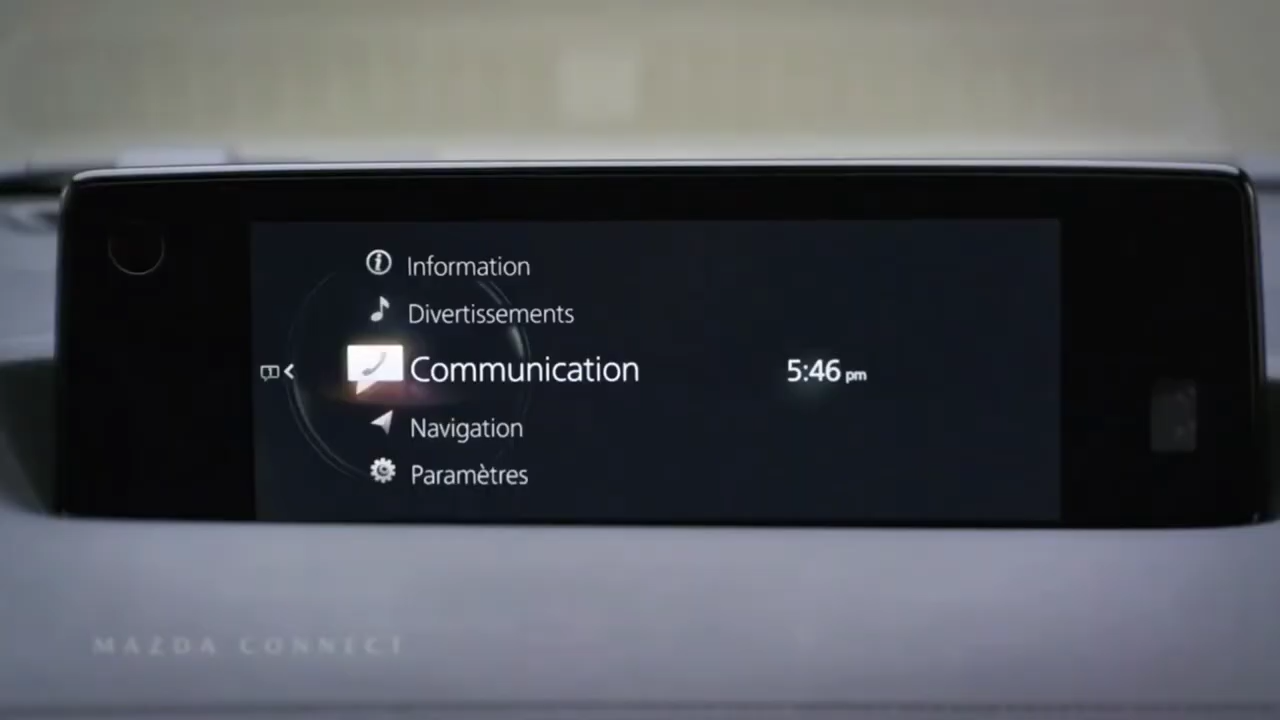 Information
Divertissements
Communication
5:46 pm
Navigation
Paramètres
MAZDA CONNECT